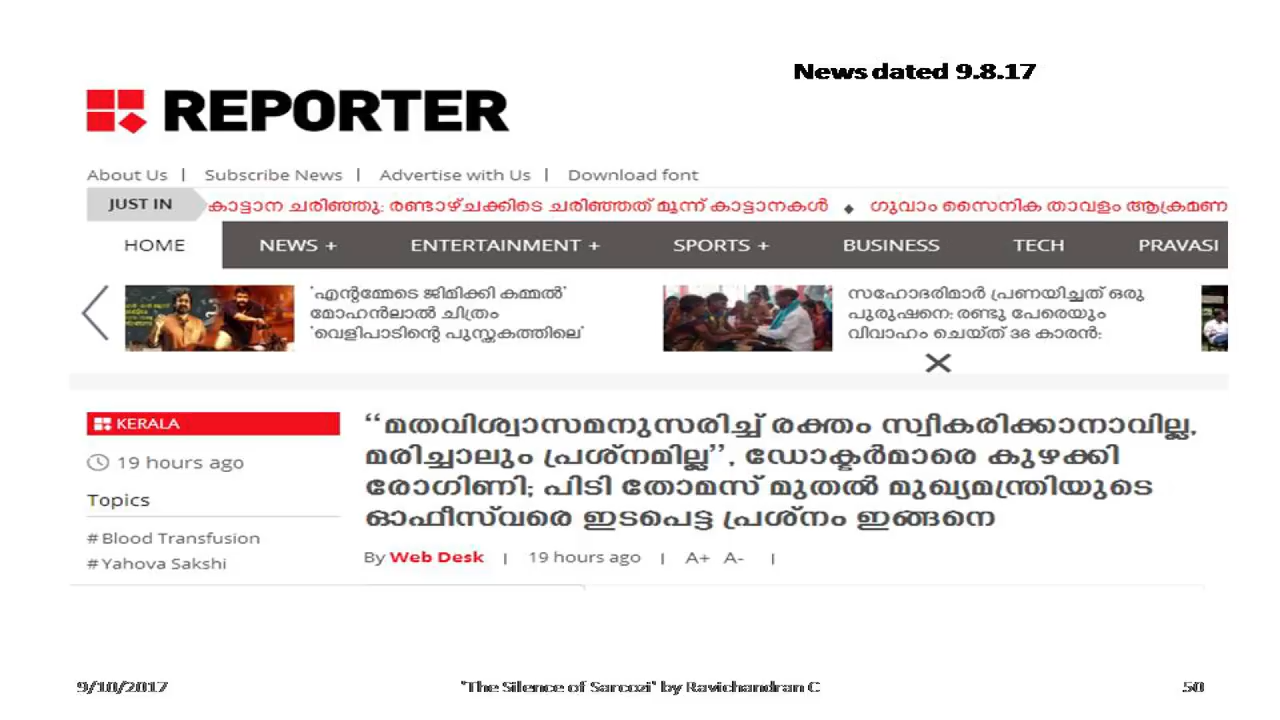 News dated 9.8.17
REPORTER
About Us | Subscribe News | Advertise with Us | Download font
JUST IN കാട്ടാന ചരിഞ്ഞു: രണ്ടാഴ്ചക്കിടെ ചരിഞ്ഞത് മൂന്ന് കാട്ടാനകൾ ◆ ഗുവാം സൈനിക താവളം ആക്രമണ
HOME NEWS + ENTERTAINMENT + SPORTS + BUSINESS TECH PRAVASI
'എന്റമ്മേടെ ജിമിക്കി കമ്മൽ'
മോഹൻലാൽ ചിത്രം
'വെളിപാടിന്റെ പുസ്തകത്തിലെ'
സഹോദരിമാർ പ്രണയിച്ചത് ഒരു
പുരുഷനെ: രണ്ടു പേരെയും
വിവാഹം ചെയ്ത് 36 കാരൻ:
KERALA
19 hours ago
Topics
# Blood Transfusion
# Yahova Sakshi
“മതവിശ്വാസമനുസരിച്ച് രക്തം സ്വീകരിക്കാനാവില്ല,
മരിച്ചാലും പ്രശ്‌നമില്ല”, ഡോക്ടർമാരെ കുഴക്കി
രോഗിണി; പിടി തോമസ് മുതൽ മുഖ്യമന്ത്രിയുടെ
ഓഫീസ്‌വരെ ഇടപെട്ട പ്രശ്‌നം ഇങ്ങനെ
By Web Desk | 19 hours ago | A+ A- |
9/10/2017
'The Silence of Sarcozi' by Ravichandran C
50